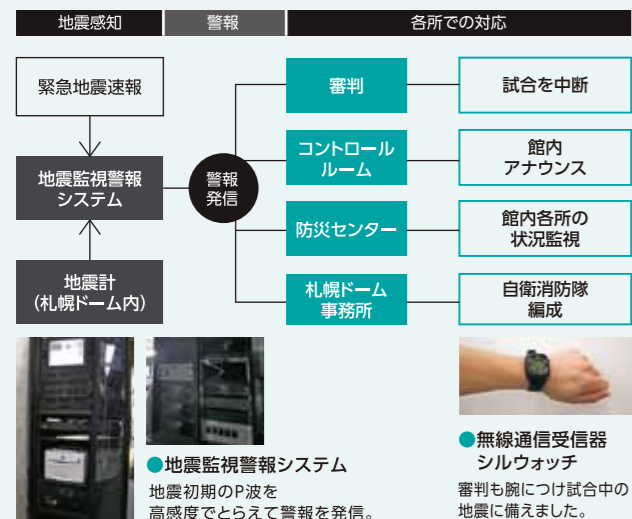 地震感知
警報
各所での対応
緊急地震速報
地震監視警報
システム
地震計
(札幌ドーム内)
警報
発信
審判
試合を中断
コントロール
ルーム
館内
アナウンス
防災センター
館内各所の
状況監視
札幌ドーム
事務所
自衛消防隊
編成
●地震監視警報システム
地震初期のP波を
高感度でとらえて警報を発信。
●無線通信受信器
シルウォッチ
審判も腕につけ試合中の
地震に備えました。